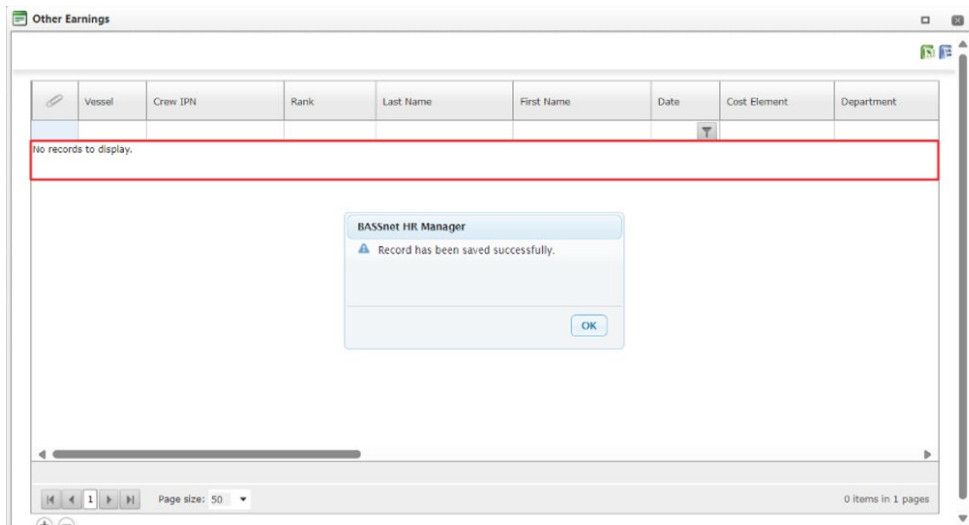 Other Earnings
Vessel Crew IPN Rank Last Name First Name Date Cost Element Department
No records to display.
BASSnet HR Manager
Record has been saved successfully.
OK
1 Page size: 50 0 items in 1 pages